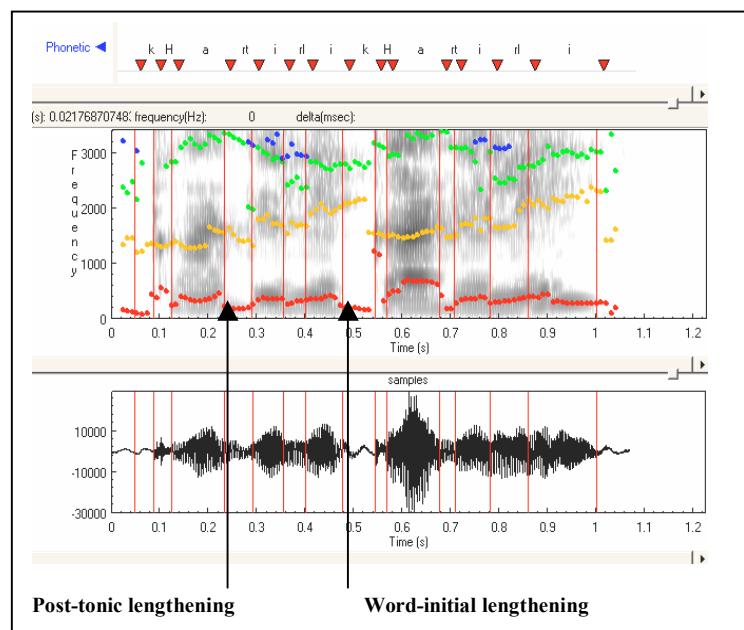 Phonetic
k H a rt i rl i k H a rt i rl i
(s): 0.02176870748: frequency(Hz): 0 delta(msec):
Frequency
3000
2000
1000
0
0 0.1 0.2 0.3 0.4 0.5 0.6 0.7 0.8 0.9 1 1.1 1.2
Time (s)
samples
10000
-10000
-30000
0 0.1 0.2 0.3 0.4 0.5 0.6 0.7 0.8 0.9 1 1.1 1.2
Time (s)
Post-tonic lengthening Word-initial lengthening